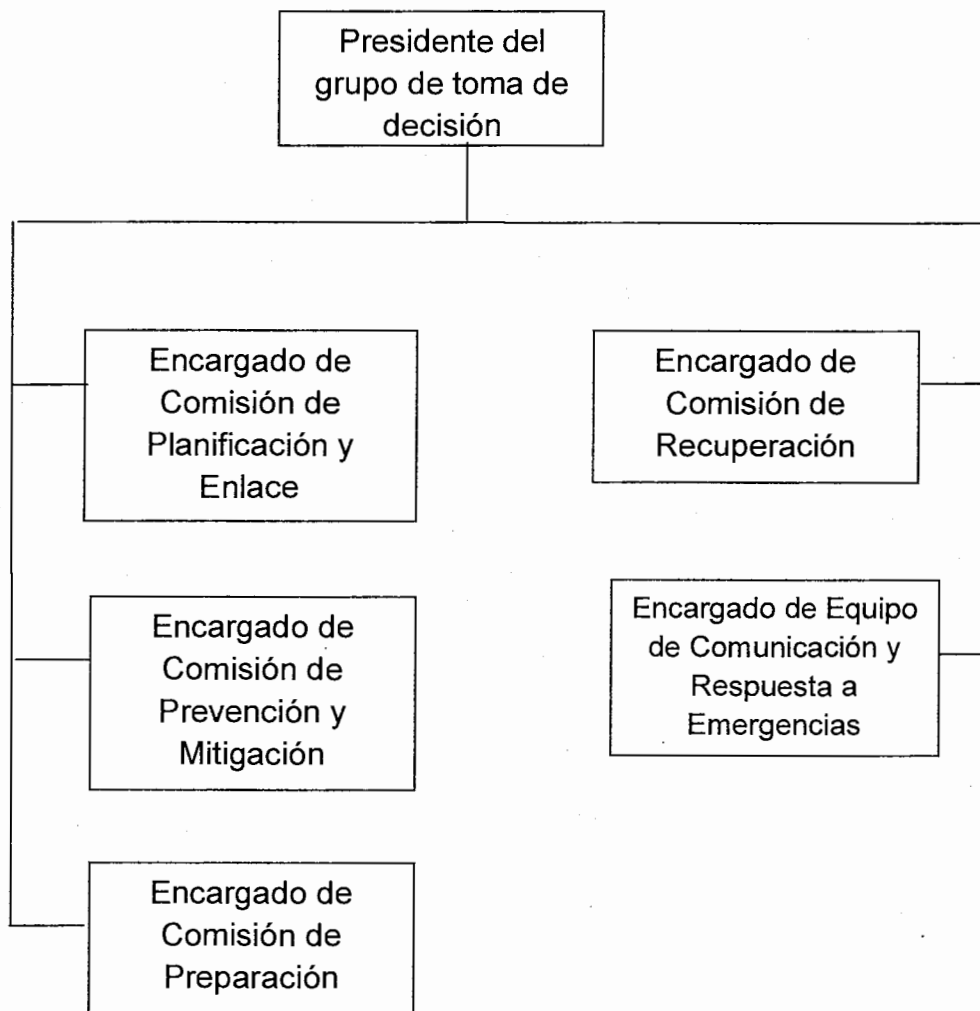 Presidente del
grupo de toma de
decisión
Encargado de
Comisión de
Planificación y
Enlace
Encargado de
Comisión de
Recuperación
Encargado de
Comisión de
Prevención y
Mitigación
Encargado de Equipo
de Comunicación y
Respuesta a
Emergencias
Encargado de
Comisión de
Preparación